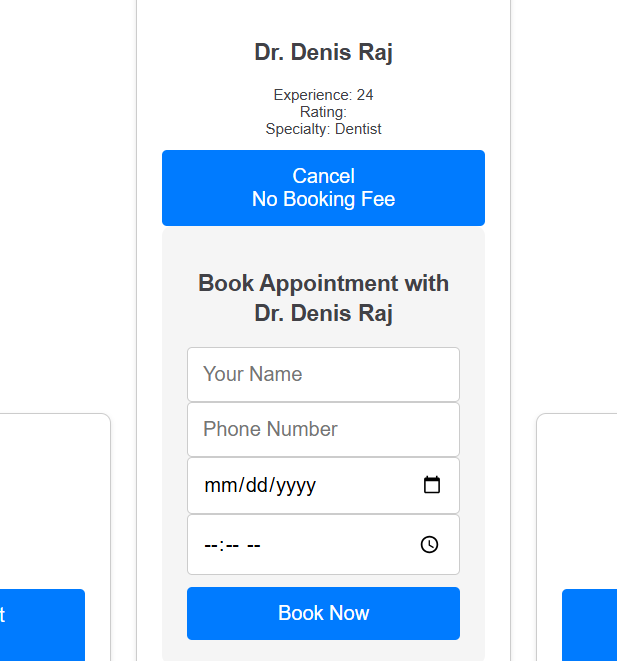 Dr. Denis Raj
Experience: 24
Rating:
Specialty: Dentist
Cancel
No Booking Fee
Book Appointment with
Dr. Denis Raj
Your Name
Phone Number
mm/dd/yyyy
--:-- --
t
Book Now